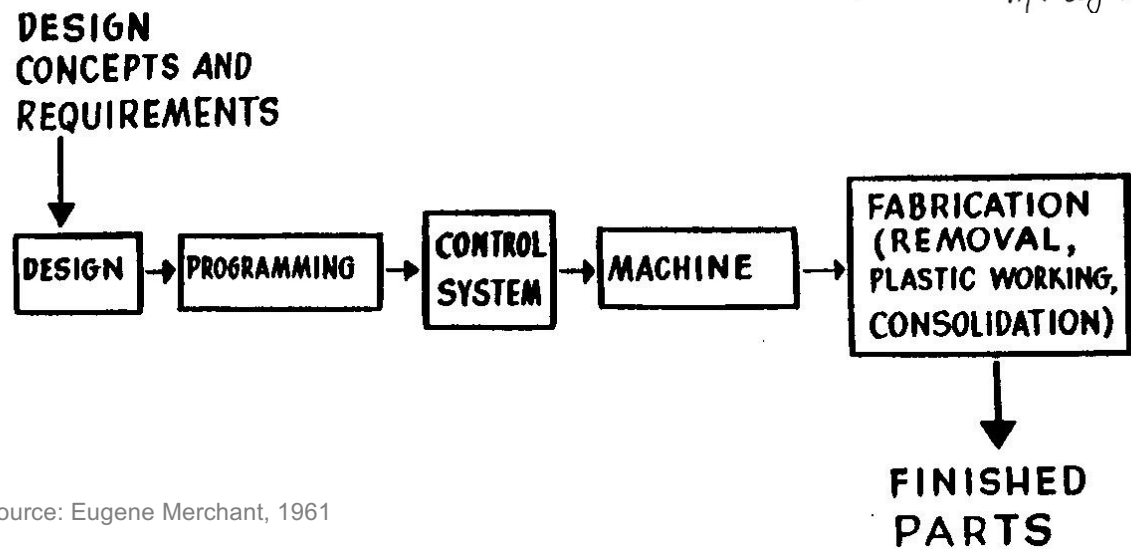 DESIGN
CONCEPTS AND
REQUIREMENTS
DESIGN
PROGRAMMING
CONTROL
SYSTEM
MACHINE
FABRICATION
(REMOVAL,
PLASTIC WORKING,
CONSOLIDATION)
FINISHED
PARTS
ource: Eugene Merchant, 1961